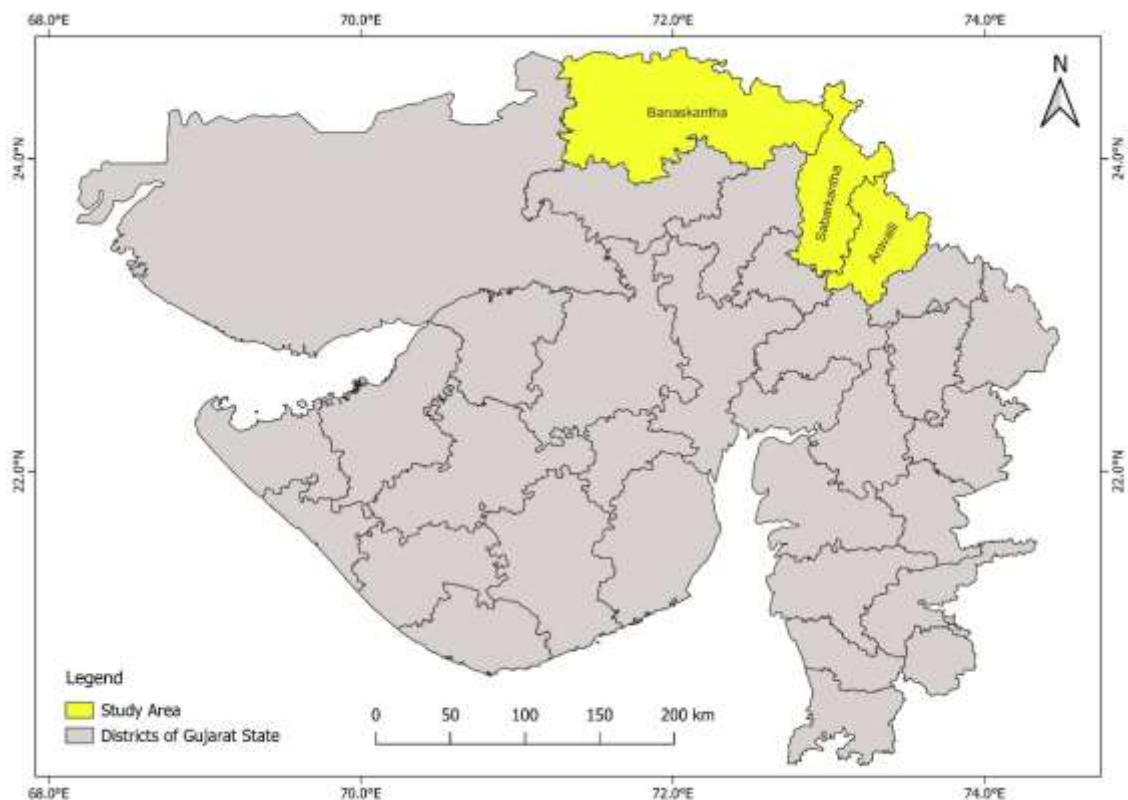 68.0°E 70.0°E 72.0°E 74.0°E
N
Banaskantha
24.0°N 24.0°N
Sabarkantha
Aravalli
22.0°N 22.0°N
Legend
Study Area
Districts of Gujarat State
0 50 100 150 200 km
68.0°E 70.0°E 72.0°E 74.0°E